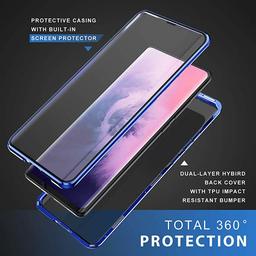 PROTECTIVE CASING
WITH BUILT-IN
SCREEN PROTECTOR
DUAL-LAYER HYBIRD
BACK COVER
WITH TPU IMPACT
RESISTANT BUMPER
TOTAL 360°
PROTECTION